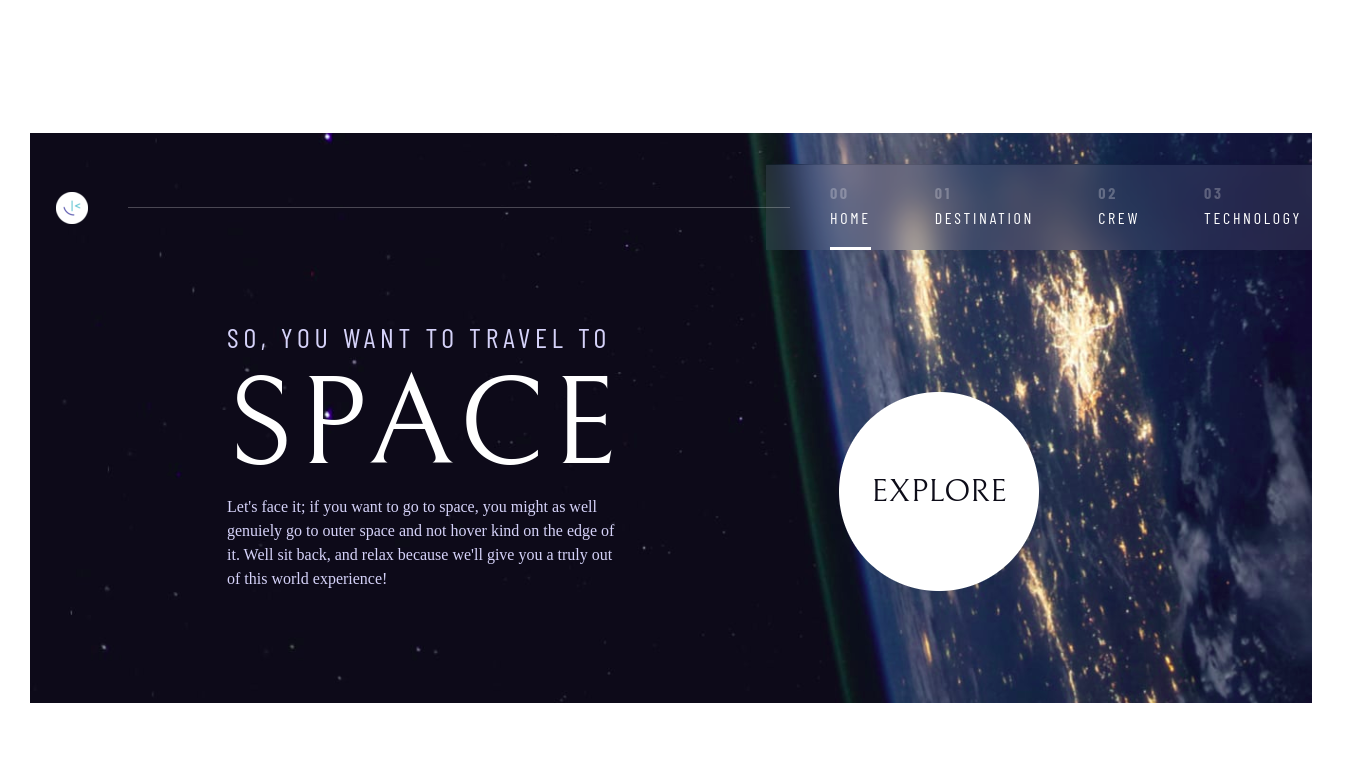 00 01 02 03
HOME DESTINATION CREW TECHNOLOGY
SO, YOU WANT TO TRAVEL TO
SPACE
Let's face it; if you want to go to space, you might as well
genuiely go to outer space and not hover kind on the edge of
it. Well sit back, and relax because we'll give you a truly out
of this world experience!
EXPLORE